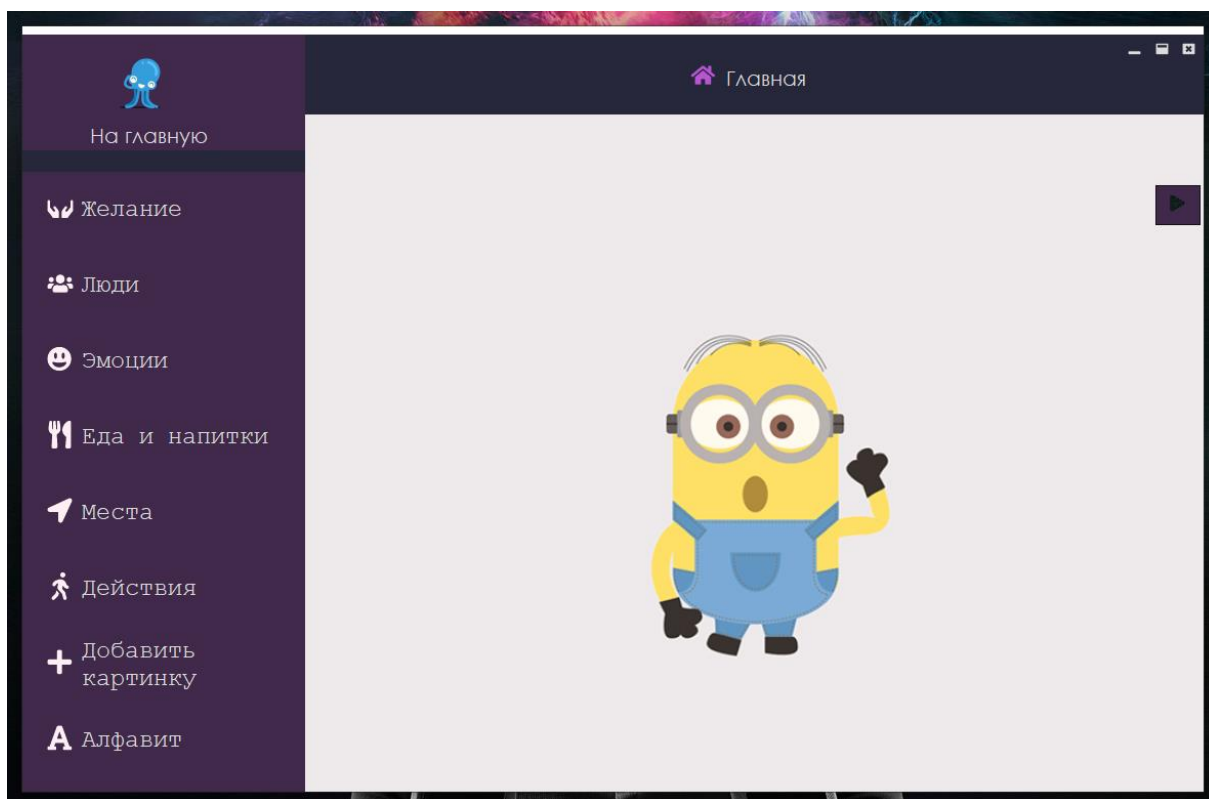 На главную
Главная
Желание
Люди
Эмоции
Еда и напитки
Места
Действия
Добавить
картинку
Алфавит